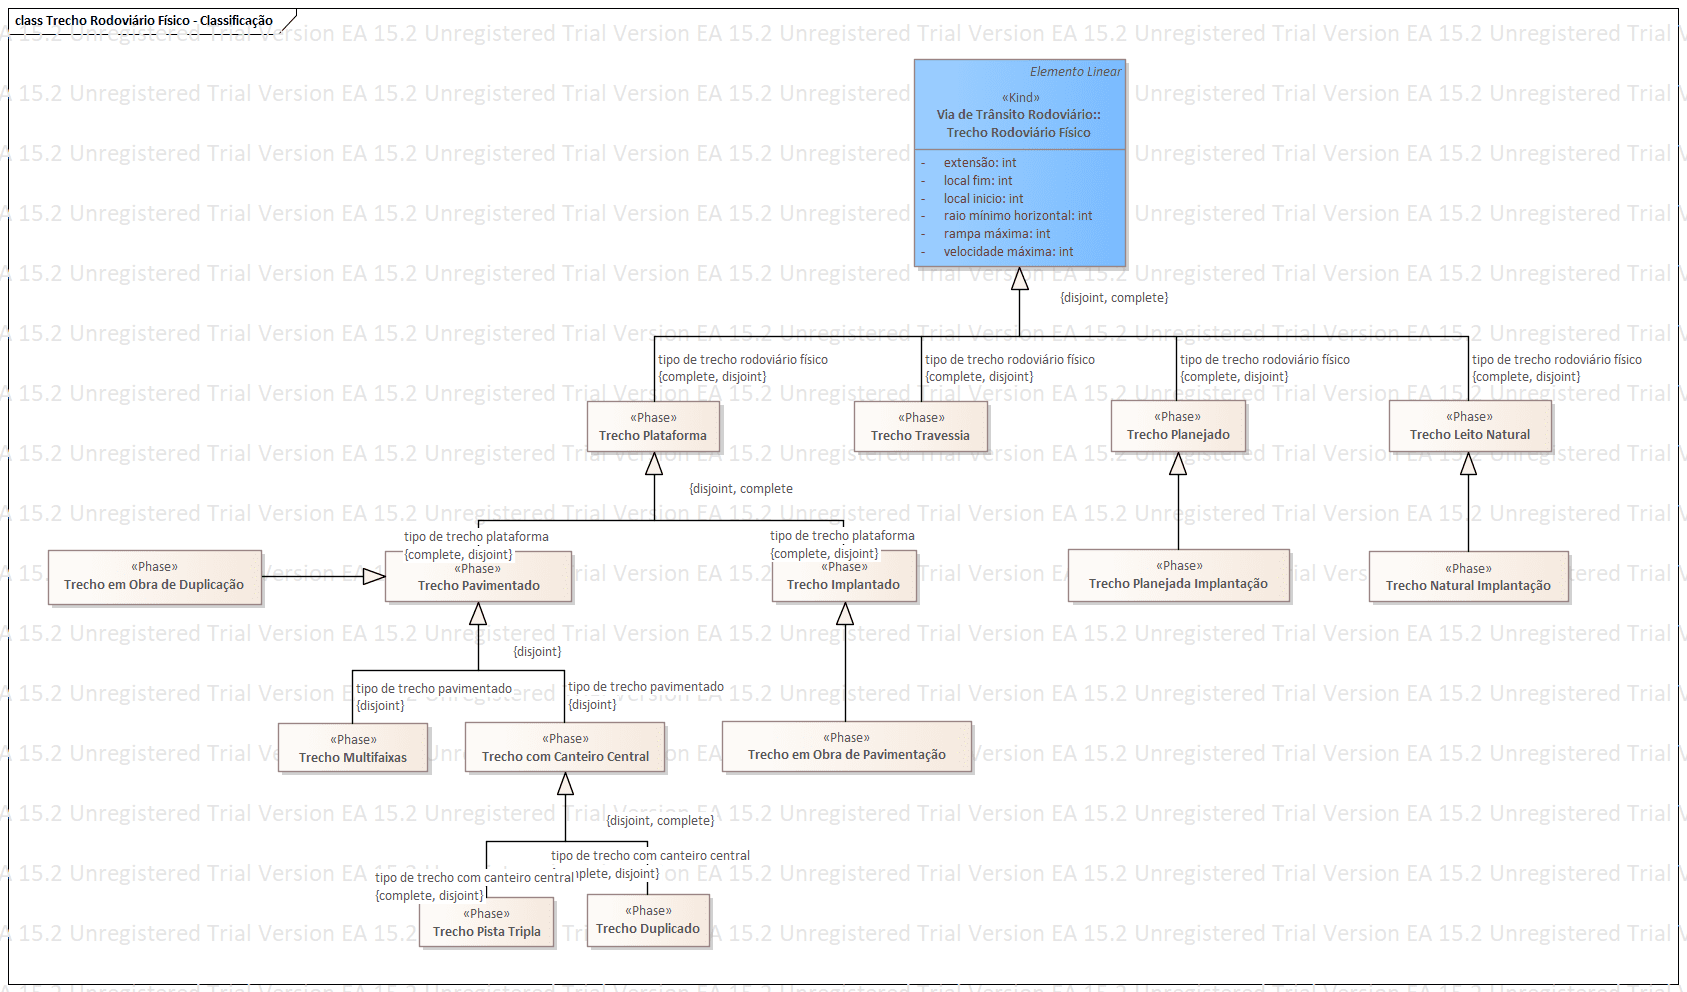 class Trecho Rodoviário Físico - Classificação
EA 15.2 Unregistered Trial Version
Elemento Linear
«Kind»
Via de Trânsito Rodoviário::
Trecho Rodoviário Físico
- extensão: int
- local fim: int
- local inicio: int
- raio mínimo horizontal: int
- rampa máxima: int
- velocidade máxima: int
{disjoint, complete}
tipo de trecho rodoviário físico
{complete, disjoint}
tipo de trecho rodoviário físico
{complete, disjoint}
tipo de trecho rodoviário físico
{complete, disjoint}
tipo de trecho rodoviário físico
{complete, disjoint}
«Phase»
Trecho Plataforma
«Phase»
Trecho Travessia
«Phase»
Trecho Planejado
«Phase»
Trecho Leito Natural
{disjoint, complete
tipo de trecho plataforma
{complete, disjoint}
tipo de trecho plataforma
{complete, disjoint}
«Phase»
Trecho em Obra de Duplicação
«Phase»
Trecho Pavimentado
«Phase»
Trecho Implantado
«Phase»
Trecho Planejada Implantação
«Phase»
Trecho Natural Implantação
{disjoint}
tipo de trecho pavimentado
{disjoint}
tipo de trecho pavimentado
{disjoint}
«Phase»
Trecho Multifaixas
«Phase»
Trecho com Canteiro Central
«Phase»
Trecho em Obra de Pavimentação
{disjoint, complete}
tipo de trecho com canteiro central
nplete, disjoint}
tipo de trecho com canteiro central
{complete, disjoint}
«Phase»
Trecho Pista Tripla
«Phase»
Trecho Duplicado